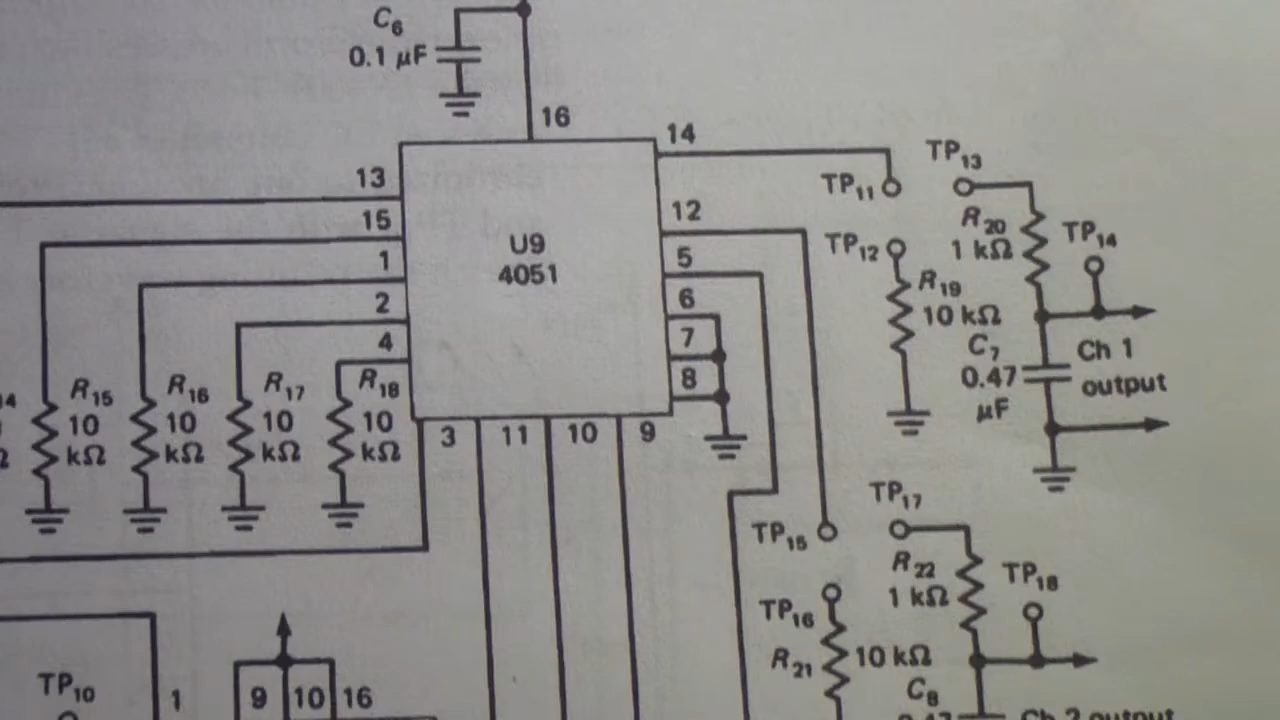 C6
0.1 µF
16
14
13
15
1
2
4
U9
4051
12
5
6
7
8
3
11
10
9
TP11
TP13
R20
1 kΩ
TP14
TP12
R19
10 kΩ
C7
0.47
µF
Ch 1
output
R15
10
kΩ
R16
10
kΩ
R17
10
kΩ
R18
10
kΩ
TP15
TP17
R22
1 kΩ
TP18
TP16
R21
10 kΩ
C8
Ch 2 output
TP10
1
9
10
16